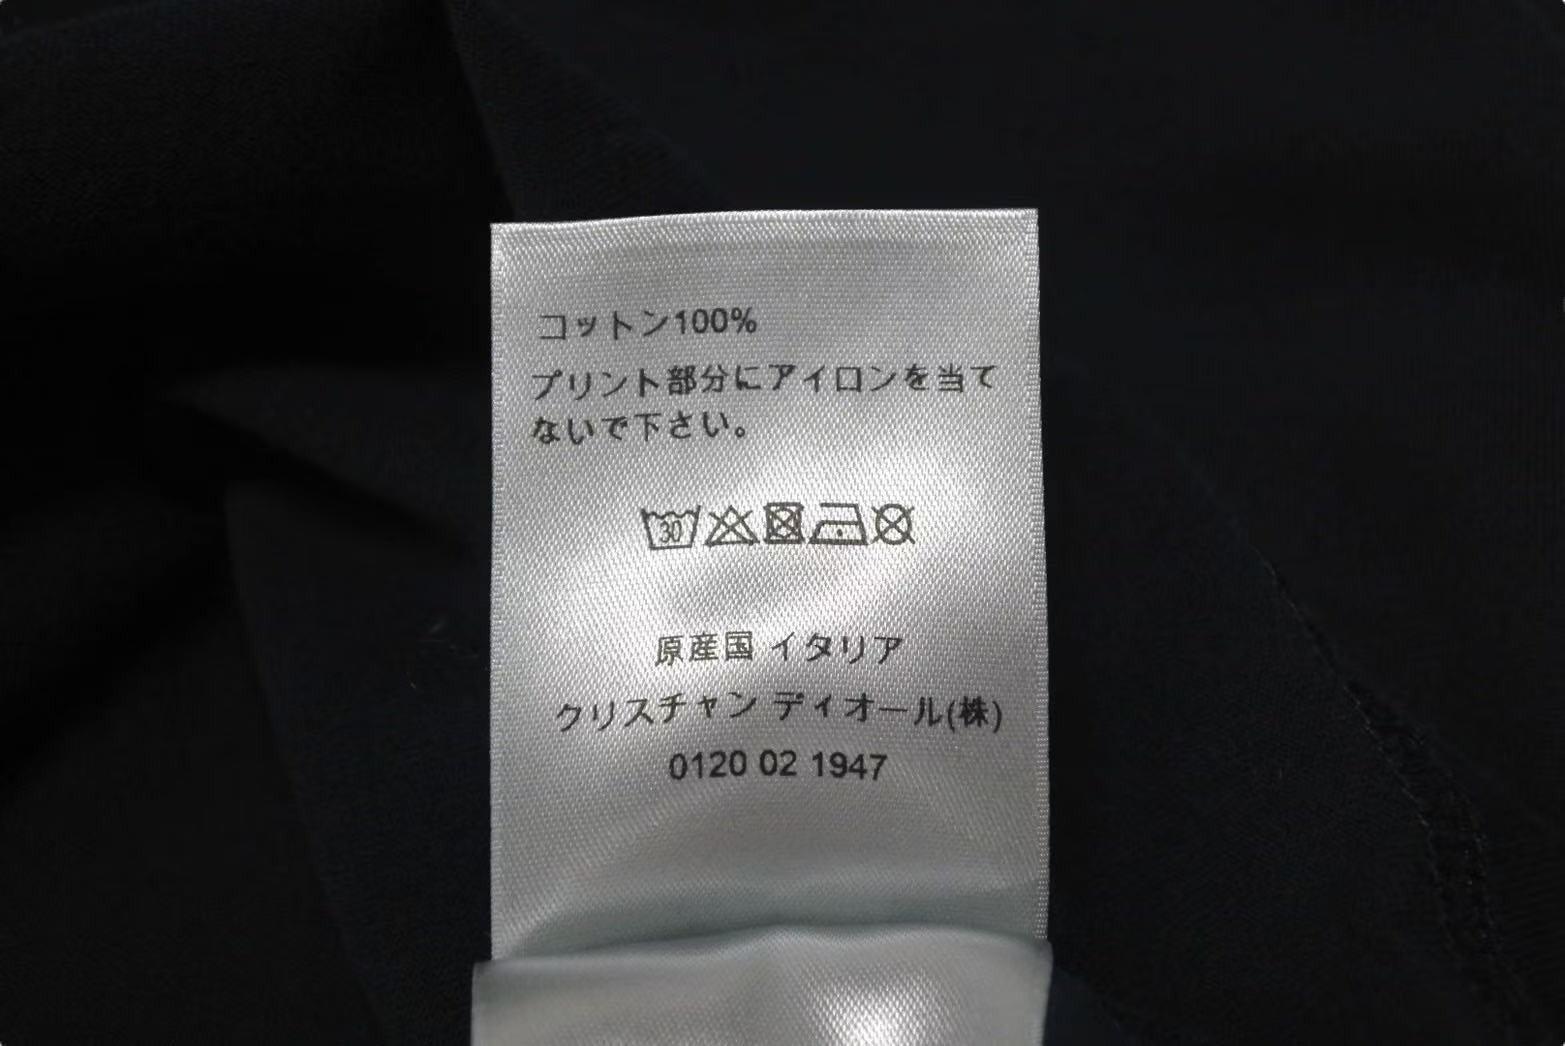 コットン100%
プリント部分にアイロンを当て
ないで下さい。
30
原産国 イタリア
クリスチャン ディオール(株)
0120 02 1947